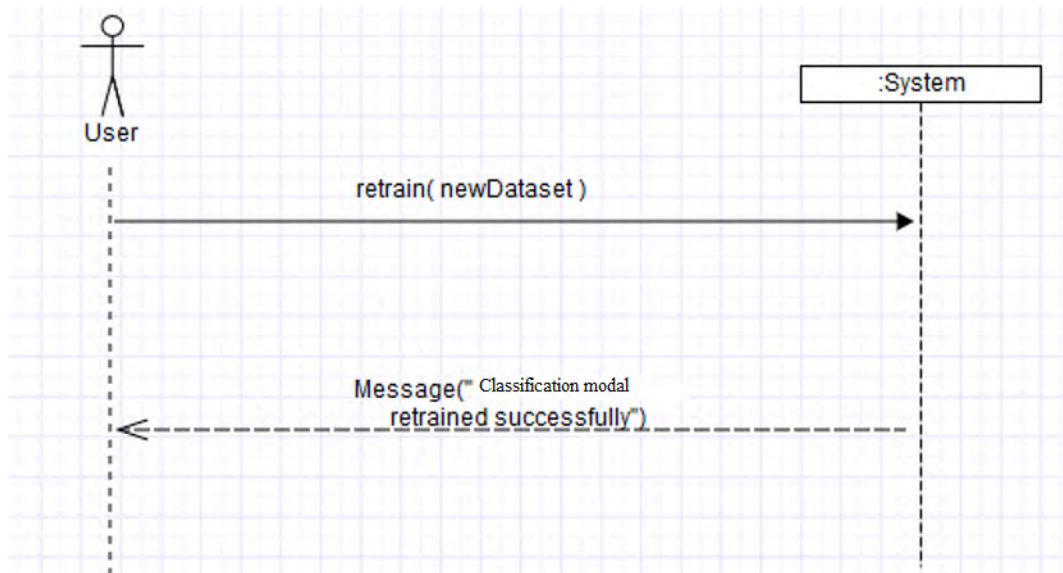 :System
User
retrain( newDataset )
Message(" Classification modal
retrained successfully")